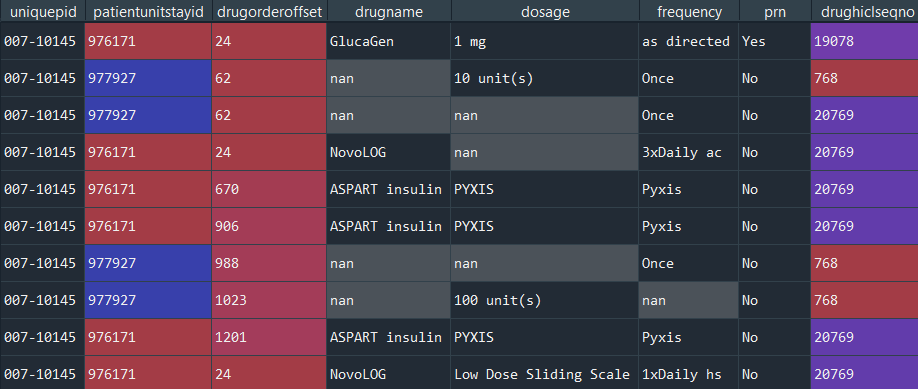 uniquepid patientunitstayid drugorderoffset drugname dosage frequency prn drughiclseqno
007-10145 976171 24 GlucaGen 1 mg as directed Yes 19078
007-10145 977927 62 nan 10 unit(s) Once No 768
007-10145 977927 62 nan nan Once No 20769
007-10145 976171 24 NovoLOG nan 3xDaily ac No 20769
007-10145 976171 670 ASPART insulin PYXIS Pyxis No 20769
007-10145 976171 906 ASPART insulin PYXIS Pyxis No 20769
007-10145 977927 988 nan nan Once No 768
007-10145 977927 1023 nan 100 unit(s) nan No 768
007-10145 976171 1201 ASPART insulin PYXIS Pyxis No 20769
007-10145 976171 24 NovoLOG Low Dose Sliding Scale 1xDaily hs No 20769